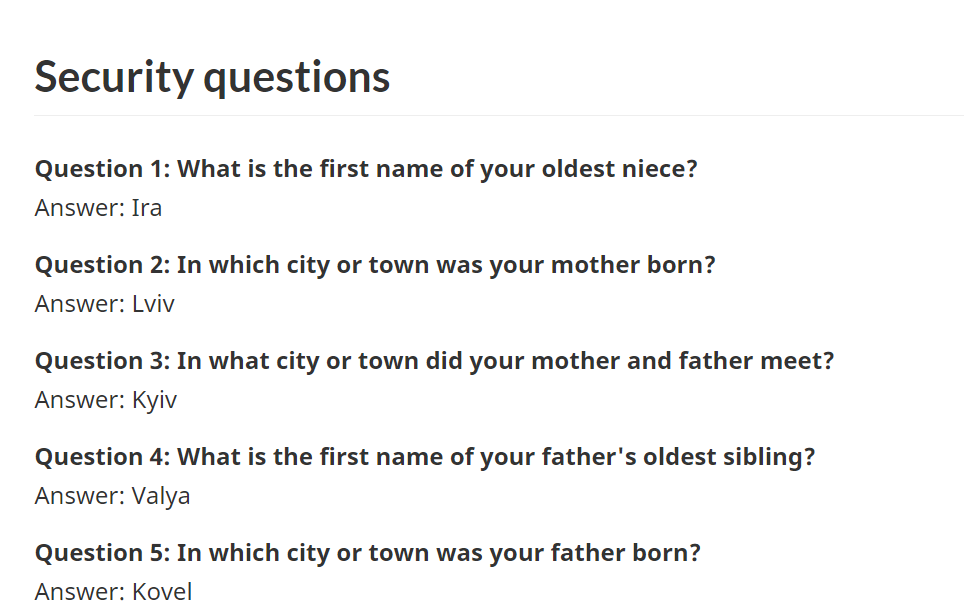 Security questions
Question 1: What is the first name of your oldest niece?
Answer: Ira
Question 2: In which city or town was your mother born?
Answer: Lviv
Question 3: In what city or town did your mother and father meet?
Answer: Kyiv
Question 4: What is the first name of your father's oldest sibling?
Answer: Valya
Question 5: In which city or town was your father born?
Answer: Kovel